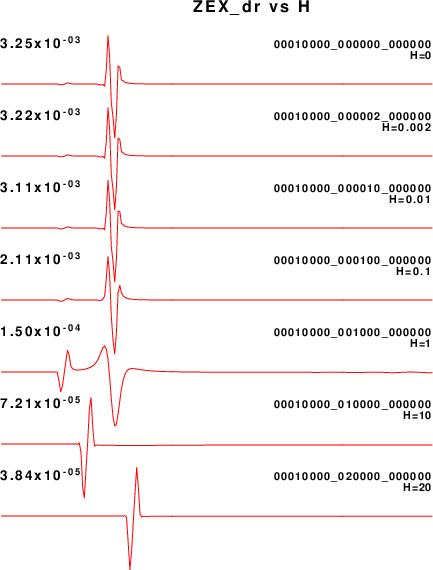 ZEX_dr vs H
3.25x10-03 00010000_000000_000000
H=0
3.22x10-03 00010000_000002_000000
H=0.002
3.11x10-03 00010000_000010_000000
H=0.01
2.11x10-03 00010000_000100_000000
H=0.1
1.50x10-04 00010000_001000_000000
H=1
7.21x10-05 00010000_010000_000000
H=10
3.84x10-05 00010000_020000_000000
H=20